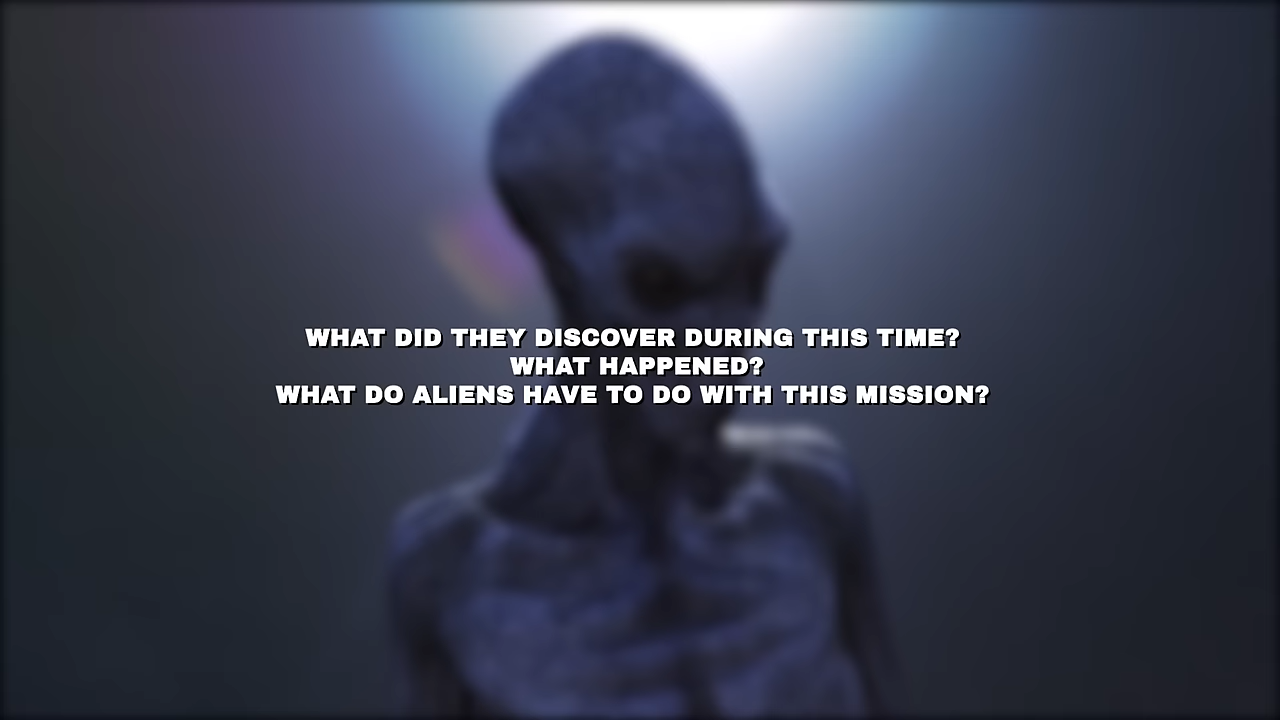 WHAT DID THEY DISCOVER DURING THIS TIME?
WHAT HAPPENED?
WHAT DO ALIENS HAVE TO DO WITH THIS MISSION?